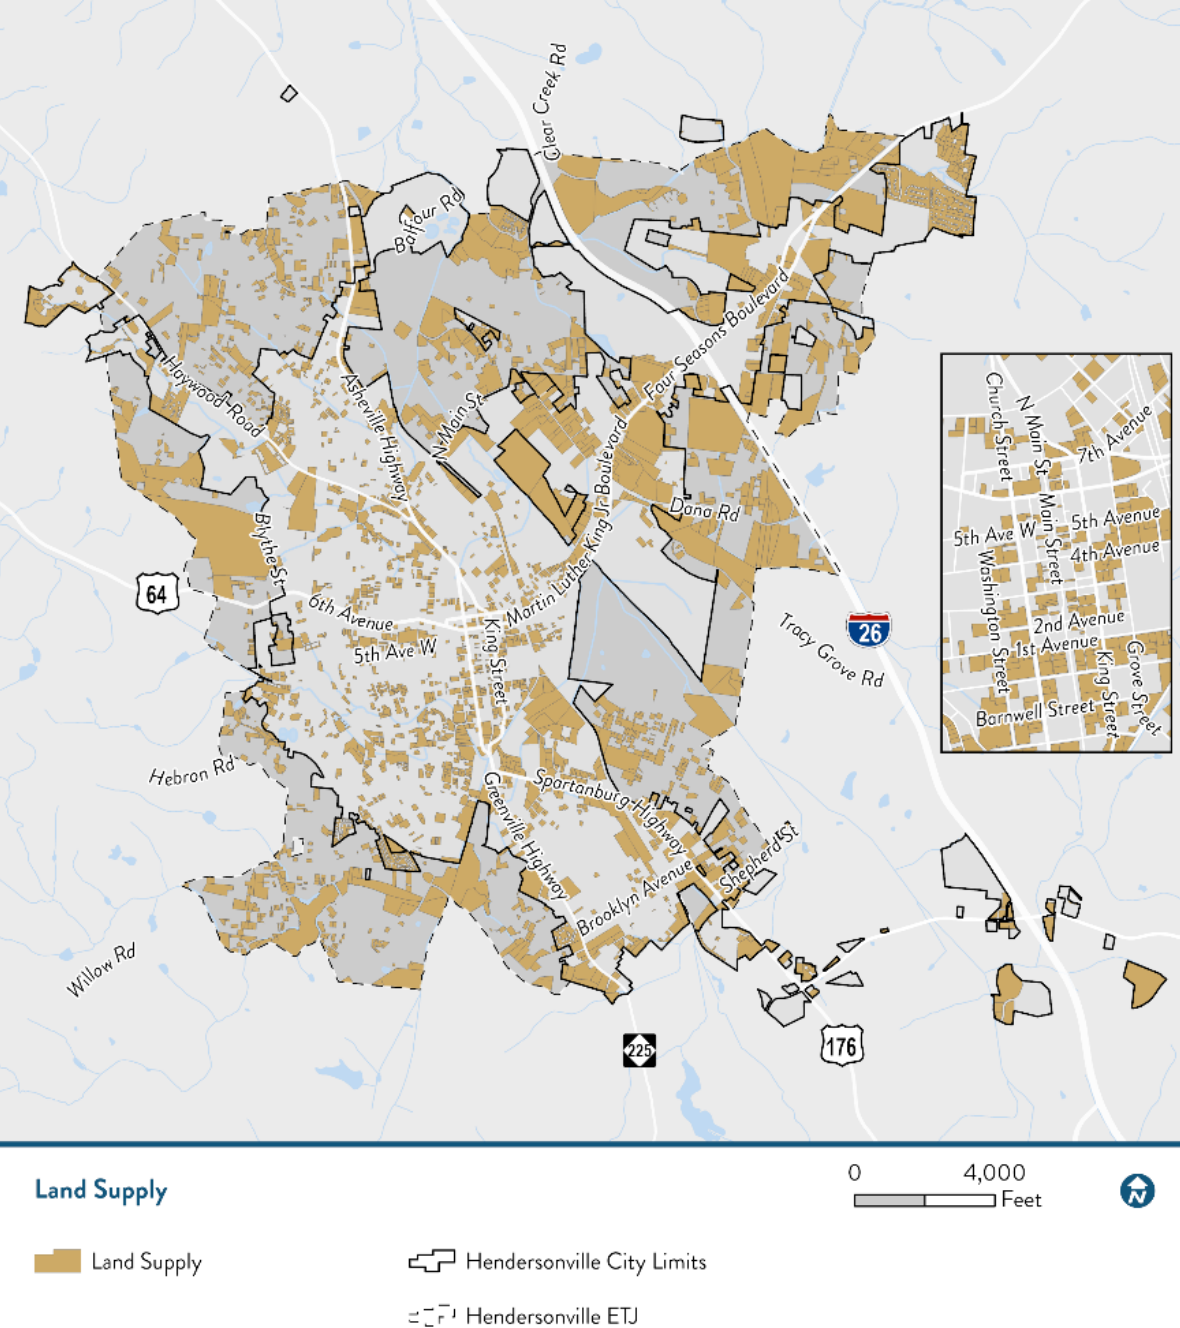 Clear Creek Rd
Balfour Rd
Four Seasons Boulevard
Haywood Road
Asheville Highway
N Main St
Martin Luther King Jr Boulevard
Dana Rd
Blythe St
64
6th Avenue
5th Ave W
King Street
26
Tracy Grove Rd
Hebron Rd
Greenville Highway
Spartanburg Highway
Shepherd St
Brooklyn Avenue
Willow Rd
225
176
Church Street
N Main St
7th Avenue
Main Street
5th Avenue
5th Ave W
4th Avenue
Washington Street
2nd Avenue
1st Avenue
King Street
Grove Street
Barnwell Street
0 4,000
Feet
N
Land Supply
Land Supply
Hendersonville City Limits
Hendersonville ETJ